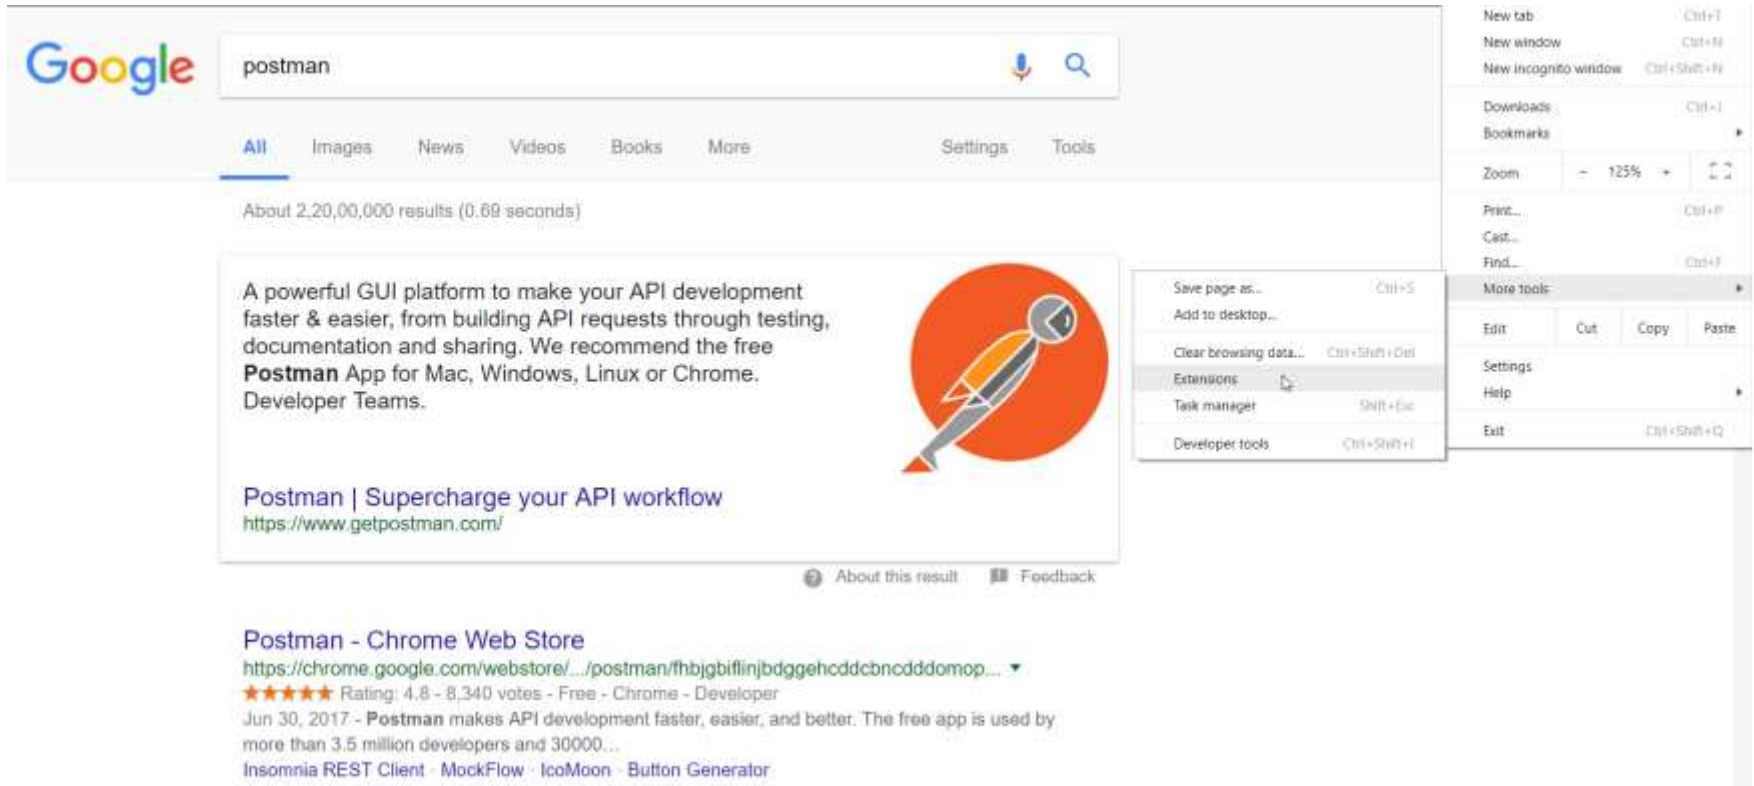 Google
postman
All Images News Videos Books More Settings Tools
About 2,20,00,000 results (0.69 seconds)
A powerful GUI platform to make your API development
faster & easier, from building API requests through testing,
documentation and sharing. We recommend the free
Postman App for Mac, Windows, Linux or Chrome.
Developer Teams.
Postman | Supercharge your API workflow
https://www.getpostman.com/
About this result Feedback
Postman - Chrome Web Store
https://chrome.google.com/webstore/.../postman/fhbjgbiflinjbdggehcddcbncdddomop...
Rating: 4.8 - 8,340 votes - Free - Chrome - Developer
Jun 30, 2017 - Postman makes API development faster, easier, and better. The free app is used by
more than 3.5 million developers and 30000...
Insomnia REST Client · MockFlow · IcoMoon · Button Generator
New tab Ctrl+T
New window Ctrl+N
New incognito window Ctrl+Shift+N
Downloads Ctrl+J
Bookmarks
Zoom - 125% +
Print... Ctrl+P
Cast...
Find... Ctrl+F
More tools
Edit Cut Copy Paste
Settings
Help
Exit Ctrl+Shift+Q
Save page as... Ctrl+S
Add to desktop...
Clear browsing data... Ctrl+Shift+Del
Extensions
Task manager Shift+Esc
Developer tools Ctrl+Shift+I